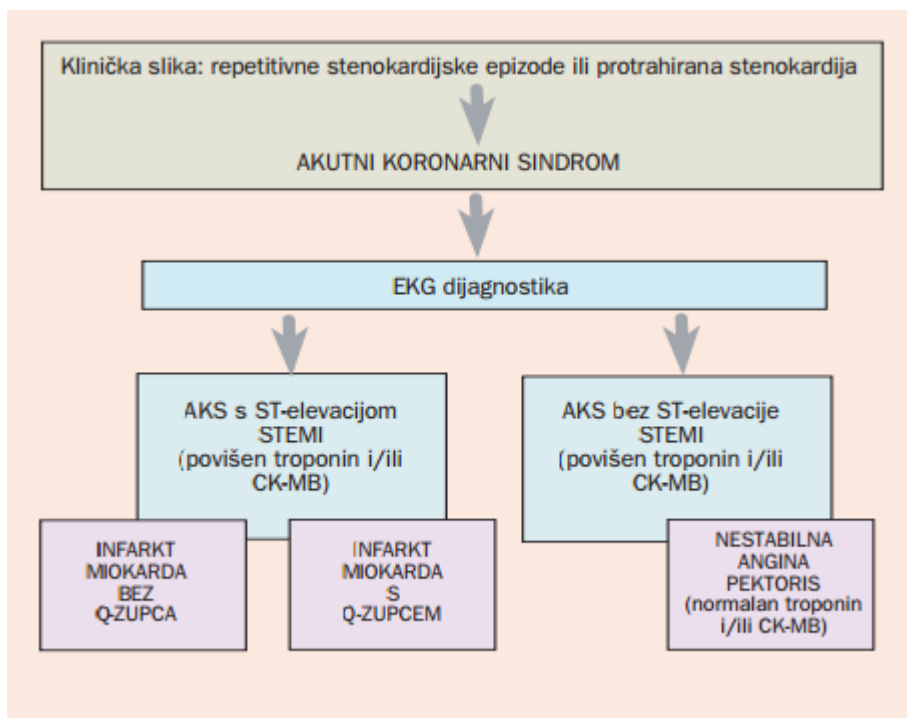 Klinička slika: repetitivne stenokardijske epizode ili protrahirana stenokardija
AKUTNI KORONARNI SINDROM
EKG dijagnostika
AKS s ST-elevacijom
STEMI
(povišen troponin i/ili
CK-MB)
AKS bez ST-elevacije
STEMI
(povišen troponin i/ili
CK-MB)
INFARKT
MIOKARDA
BEZ
Q-ZUPCA
INFARKT
MIOKARDA
S
Q-ZUPCEM
NESTABILNA
ANGINA
PEKTORIS
(normalan troponin
i/ili CK-MB)